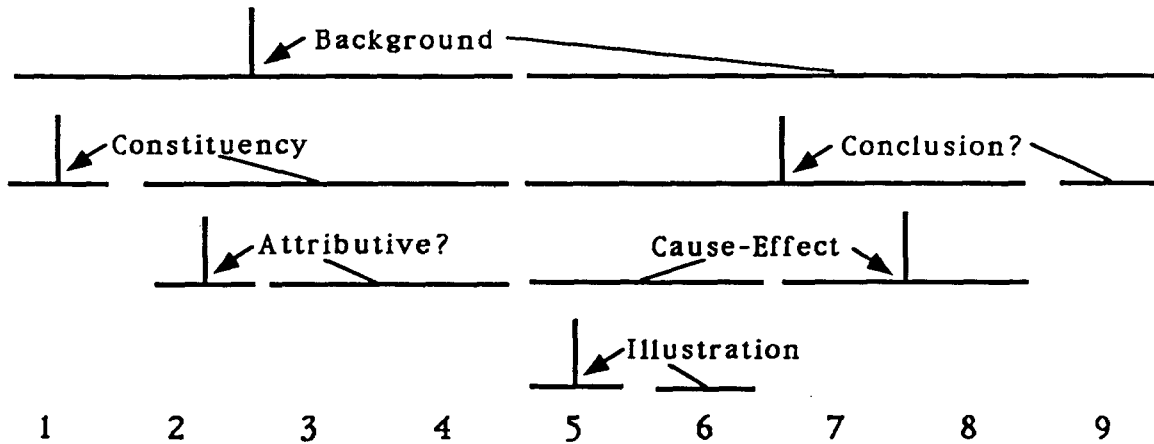 Background
Constituency Conclusion?
Attributive? Cause-Effect
Illustration
1 2 3 4 5 6 7 8 9